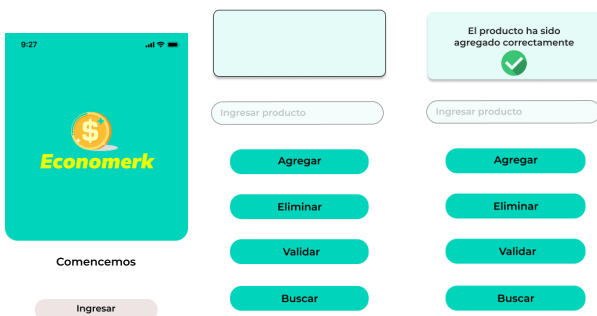 9:27
$
Economerk
Comencemos
Ingresar
Ingresar producto
Agregar
Eliminar
Validar
Buscar
El producto ha sido
agregado correctamente
Ingresar producto
Agregar
Eliminar
Validar
Buscar